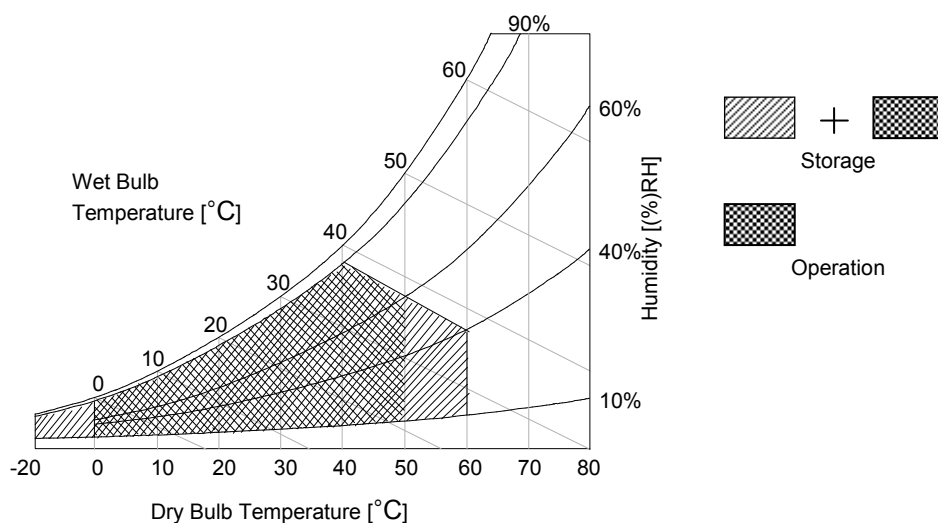 90%
60
60%
50
Wet Bulb
Temperature [°C]
40
30
20
10
0
40%
10%
Humidity [(%)RH]
-20 0 10 20 30 40 50 60 70 80
Dry Bulb Temperature [°C]
+
Storage
Operation